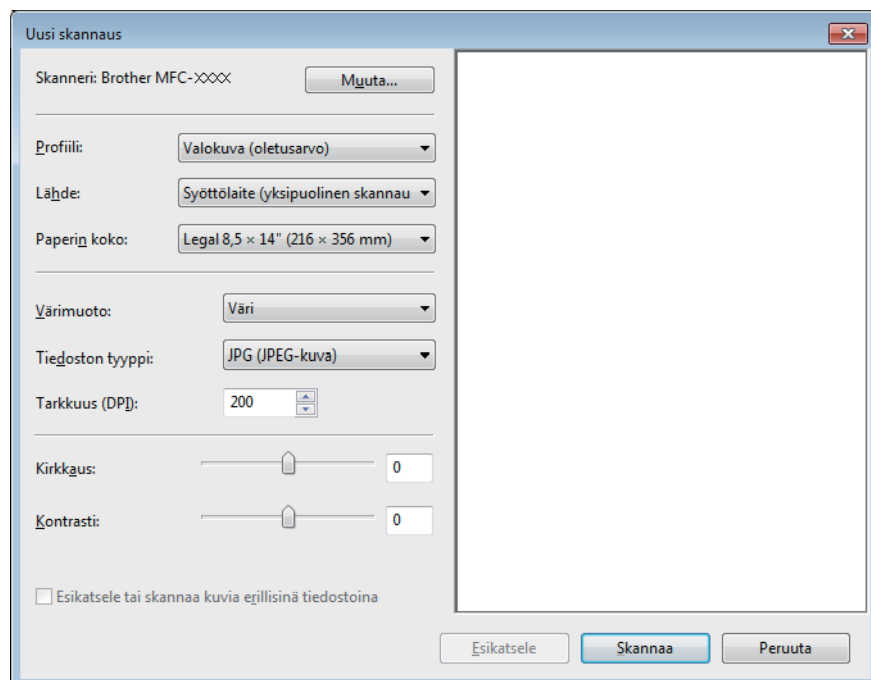 Uusi skannaus
Skanneri: Brother MFC-XXXX Muuta...
Profiili: Valokuva (oletusarvo)
Lähde: Syöttölaite (yksipuolinen skannau
Paperin koko: Legal 8,5 × 14" (216 × 356 mm)
Värimuoto: Väri
Tiedoston tyyppi: JPG (JPEG-kuva)
Tarkkuus (DPI): 200
Kirkkaus: 0
Kontrasti: 0
Esikatsele tai skannaa kuvia erillisinä tiedostoina
Esikatsele Skannaa Peruuta